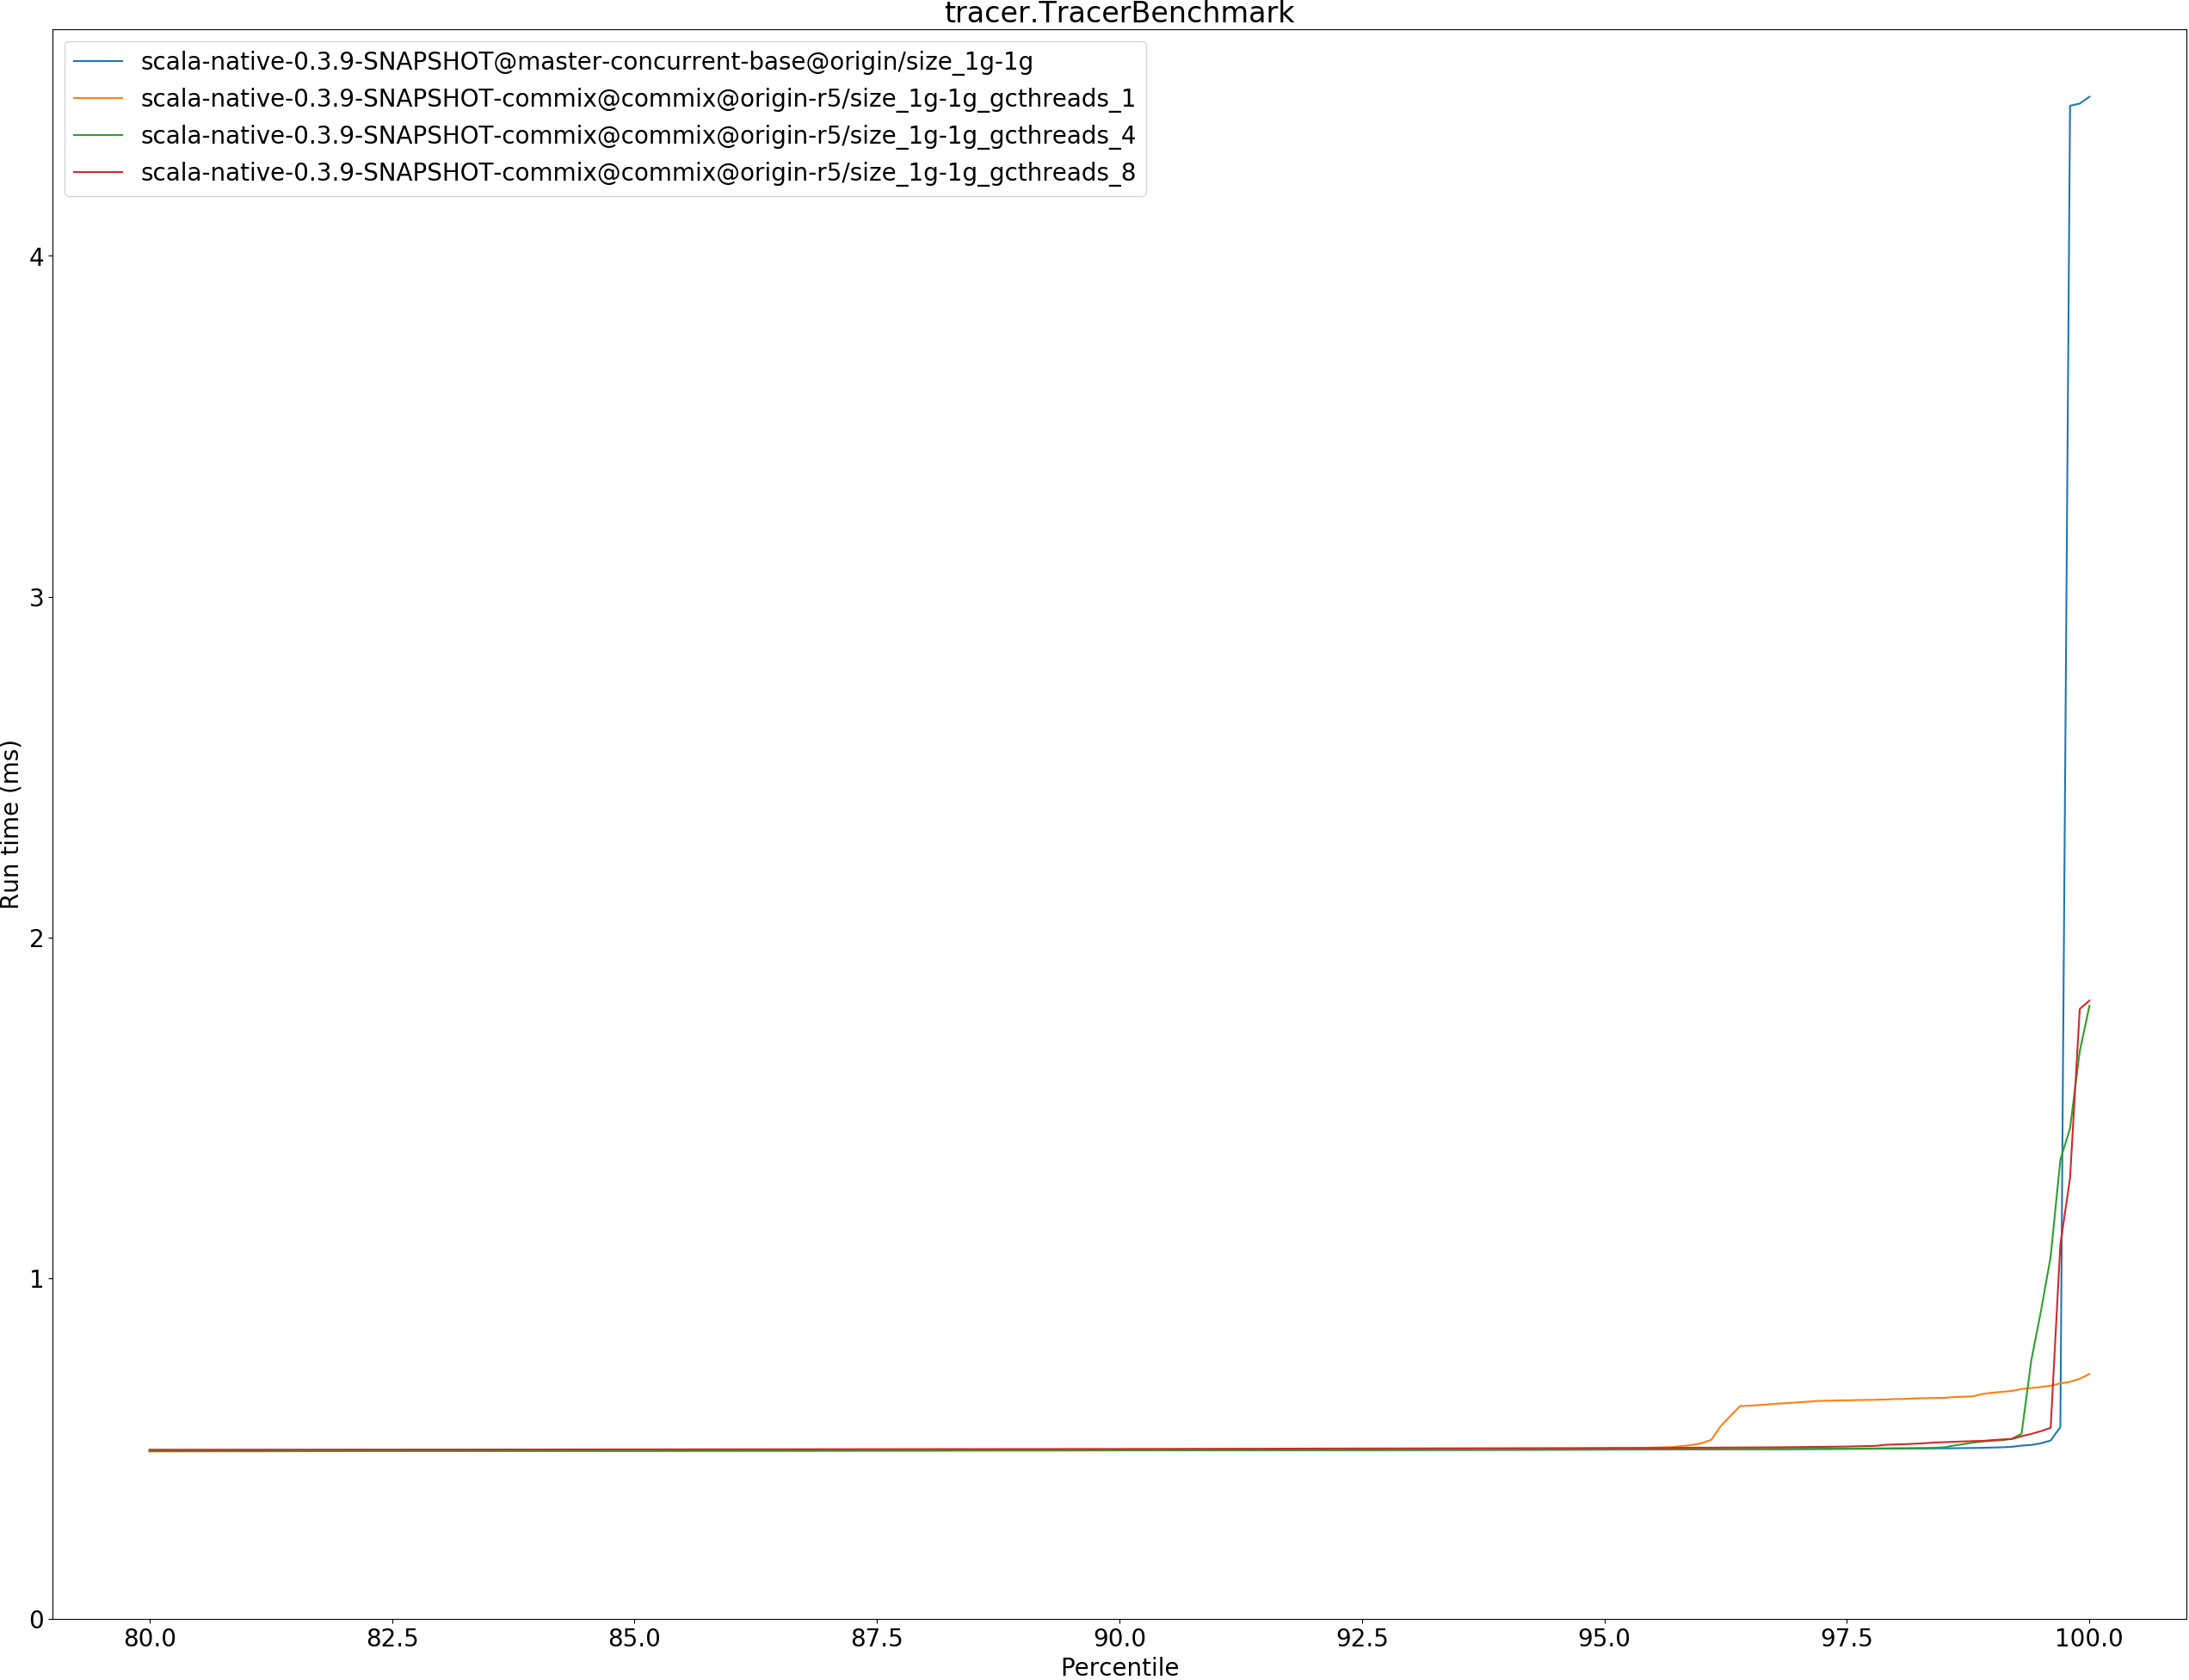 tracer.TracerBenchmark
scala-native-0.3.9-SNAPSHOT@master-concurrent-base@origin/size_1g-1g
scala-native-0.3.9-SNAPSHOT-commix@commix@origin-r5/size_1g-1g_gcthreads_1
scala-native-0.3.9-SNAPSHOT-commix@commix@origin-r5/size_1g-1g_gcthreads_4
scala-native-0.3.9-SNAPSHOT-commix@commix@origin-r5/size_1g-1g_gcthreads_8
4
3
2
1
0
Run time (ms)
80.0 82.5 85.0 87.5 90.0 92.5 95.0 97.5 100.0
Percentile